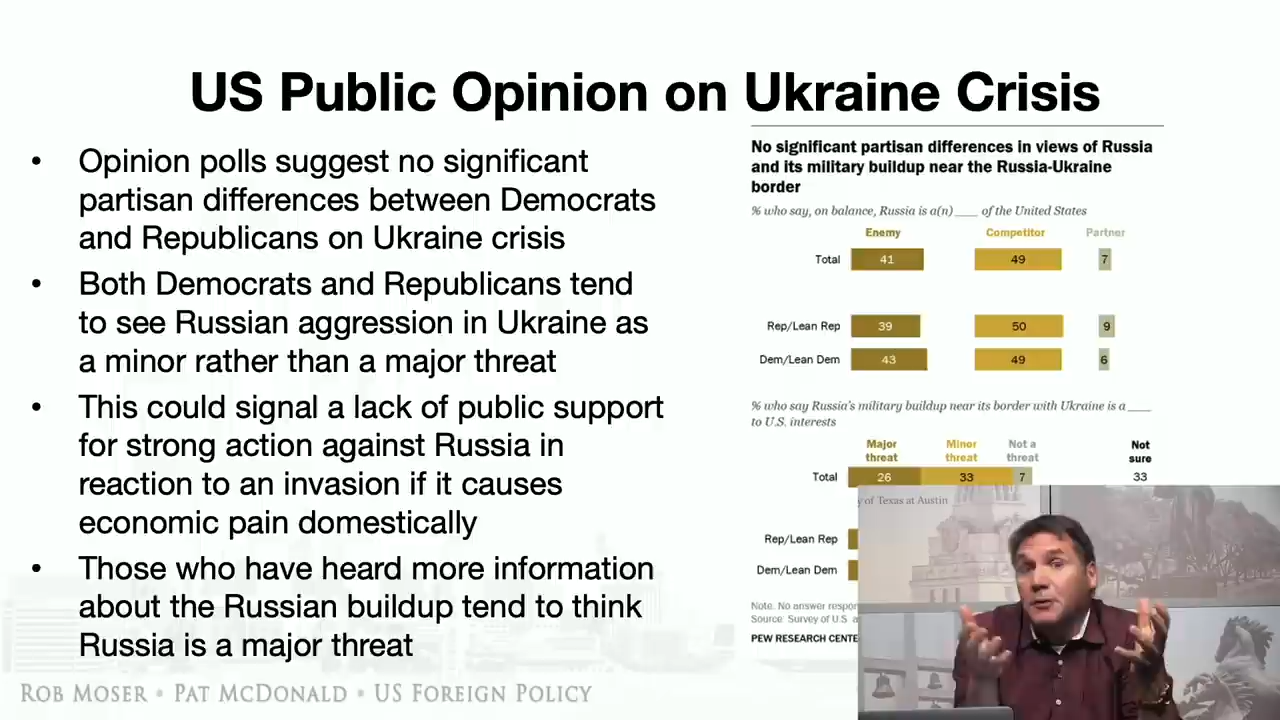 US Public Opinion on Ukraine Crisis
• Opinion polls suggest no significant
partisan differences between Democrats
and Republicans on Ukraine crisis
• Both Democrats and Republicans tend
to see Russian aggression in Ukraine as
a minor rather than a major threat
• This could signal a lack of public support
for strong action against Russia in
reaction to an invasion if it causes
economic pain domestically
• Those who have heard more information
about the Russian buildup tend to think
Russia is a major threat
No significant partisan differences in views of Russia
and its military buildup near the Russia-Ukraine
border
% who say, on balance, Russia is a(n) ___ of the United States
Enemy Competitor Partner
Total 41 49 7
Rep/Lean Rep 39 50 9
Dem/Lean Dem 43 49 6
% who say Russia's military buildup near its border with Ukraine is a ___
to U.S. interests
Major Minor Not a Not
threat threat threat sure
Total 26 33 7 33
y of Texas at Austin
Rep/Lean Rep
Dem/Lean Dem
Note. No answer respor
Source: Survey of U.S. a
PEW RESEARCH CENTE
ROB MOSER • PAT MCDONALD • US FOREIGN POLICY